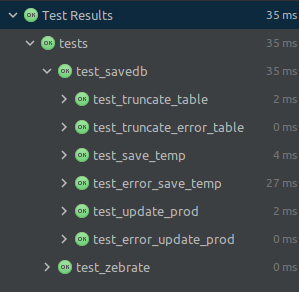 OK Test Results 35 ms
OK tests 35 ms
OK test_savedb 35 ms
OK test_truncate_table 2 ms
OK test_truncate_error_table 0 ms
OK test_save_temp 4 ms
OK test_error_save_temp 27 ms
OK test_update_prod 2 ms
OK test_error_update_prod 0 ms
OK test_zebrate 0 ms